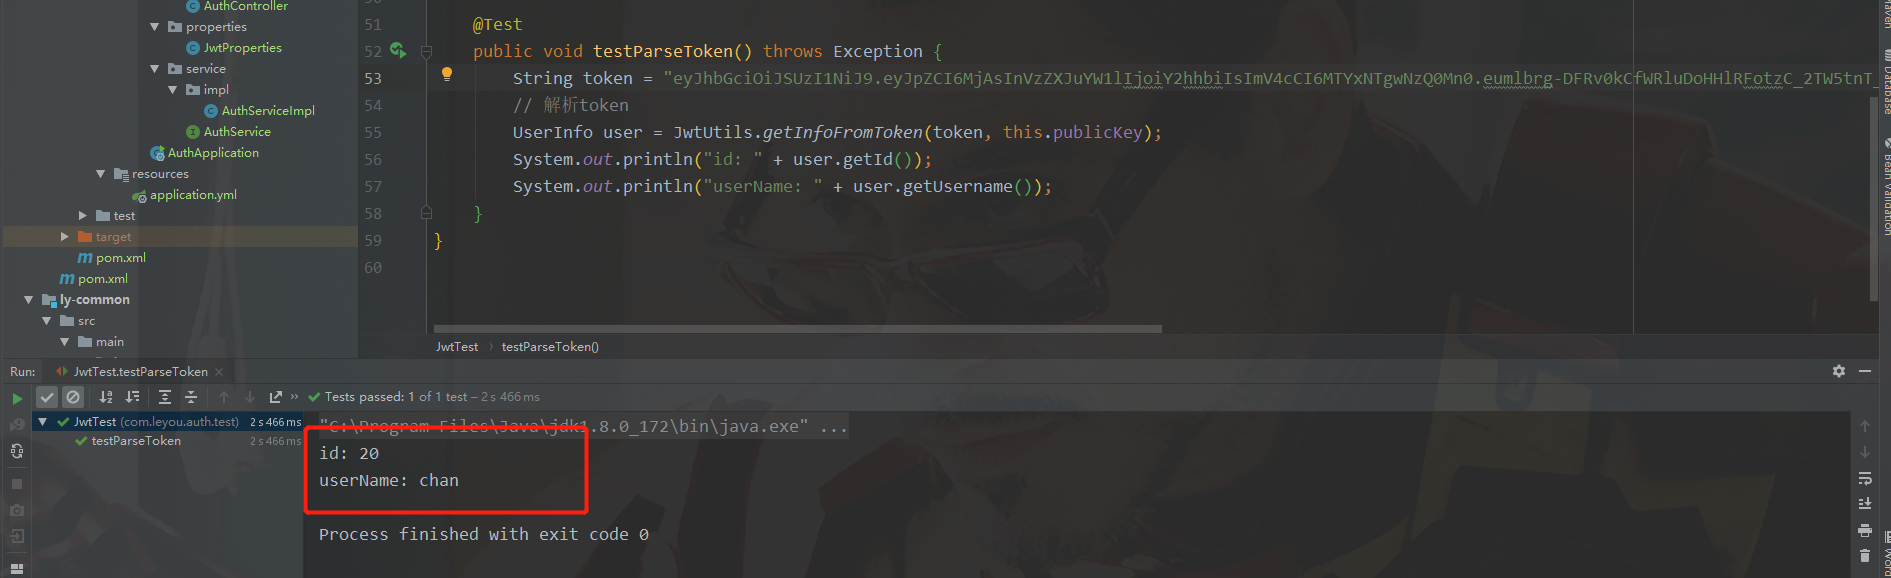 AuthController
properties
JwtProperties
service
impl
AuthServiceImpl
AuthService
AuthApplication
resources
application.yml
test
target
pom.xml
pom.xml
ly-common
src
main
51 @Test
52 public void testParseToken() throws Exception {
53 String token = "eyJhbGciOiJSUzI1NiJ9.eyJpZCI6MjAsInVzZXJuYW1lIjoiY2hhbiIsImV4cCI6MTYxNTgwNzQ0Mn0.eumlbrg-DFRv0kCfWRluDoHHlRFotzC_2TW5tnT_
54 // 解析token
55 UserInfo user = JwtUtils.getInfoFromToken(token, this.publicKey);
56 System.out.println("id: " + user.getId());
57 System.out.println("userName: " + user.getUsername());
58 }
59 }
60
JwtTest › testParseToken()
Run: JwtTest.testParseToken ×
» Tests passed: 1 of 1 test – 2 s 466 ms
JwtTest (com.leyou.auth.test) 2 s 466 ms
testParseToken 2 s 466 ms
"C:\Program Files\Java\jdk1.8.0_172\bin\java.exe" ...
id: 20
userName: chan
Process finished with exit code 0
Maven
Database
Bean Validation
Word